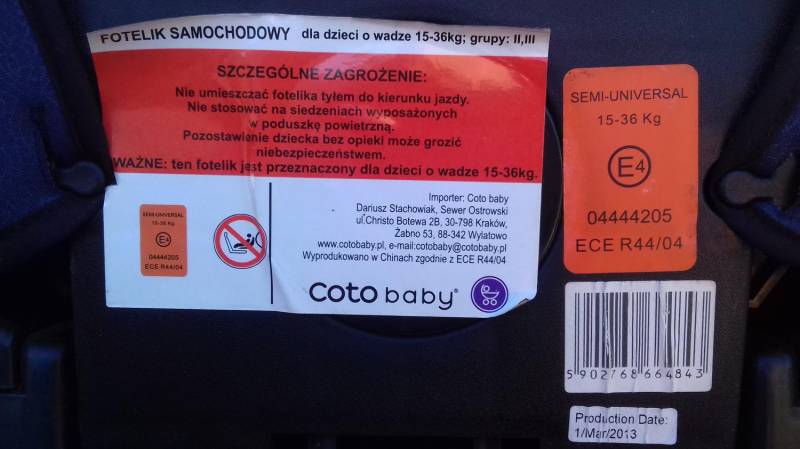 FOTELIK SAMOCHODOWY dla dzieci o wadze 15-36kg; grupy: II,III
SZCZEGÓLNE ZAGROŻENIE:
Nie umieszczać fotelika tyłem do kierunku jazdy.
Nie stosować na siedzeniach wyposażonych
w poduszkę powietrzną.
Pozostawienie dziecka bez opieki może grozić
niebezpieczeństwem.
WAŻNE: ten fotelik jest przeznaczony dla dzieci o wadze 15-36kg.
SEMI-UNIVERSAL
15-36 Kg
E4
04444205
ECE R44/04
Importer: Coto baby
Dariusz Stachowiak, Sewer Ostrowski
ul.Christo Botewa 2B, 30-798 Kraków,
Żabno 53, 88-342 Wylatowo
www.cotobaby.pl, e-mail:cotobaby@cotobaby.pl
Wyprodukowano w Chinach zgodnie z ECE R44/04
coto baby®
SEMI-UNIVERSAL
15-36 Kg
E4
04444205
ECE R44/04
5902768664843
Production Date:
1/Mar/2013